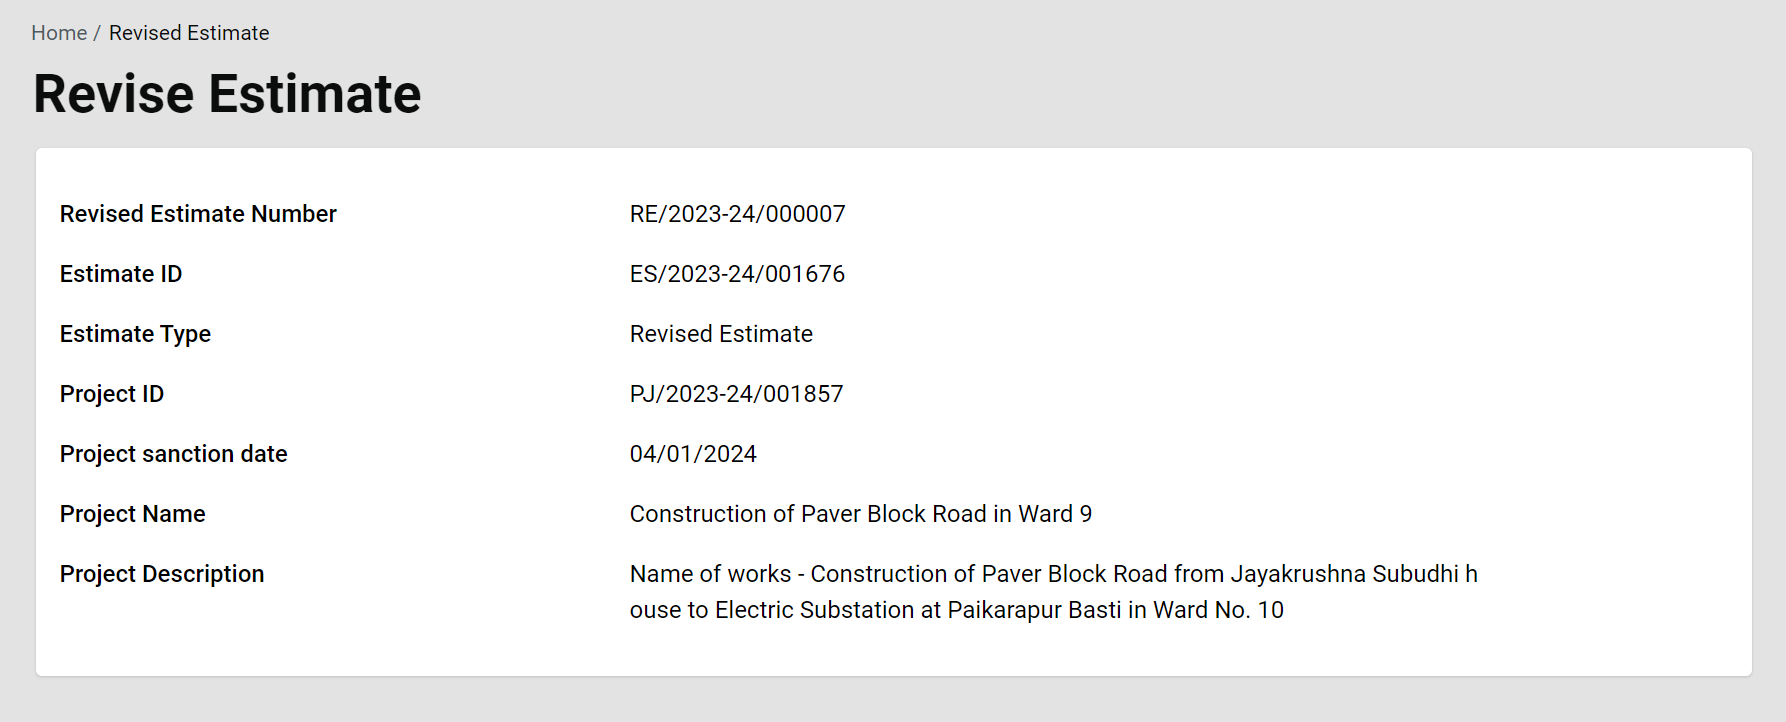 Home / Revised Estimate
Revise Estimate
Revised Estimate Number RE/2023-24/000007
Estimate ID ES/2023-24/001676
Estimate Type Revised Estimate
Project ID PJ/2023-24/001857
Project sanction date 04/01/2024
Project Name Construction of Paver Block Road in Ward 9
Project Description Name of works - Construction of Paver Block Road from Jayakrushna Subudhi h
ouse to Electric Substation at Paikarapur Basti in Ward No. 10